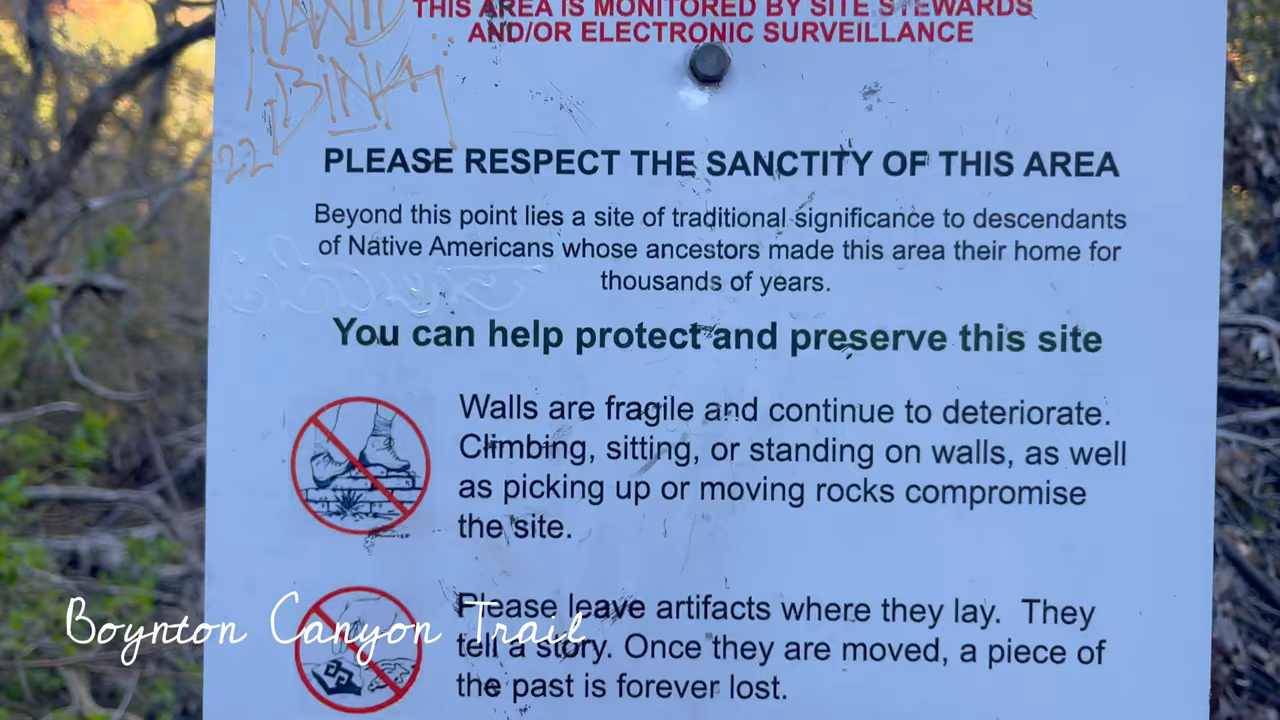 THIS AREA IS MONITORED BY SITE STEWARDS
AND/OR ELECTRONIC SURVEILLANCE
PLEASE RESPECT THE SANCTITY OF THIS AREA
Beyond this point lies a site of traditional significance to descendants
of Native Americans whose ancestors made this area their home for
thousands of years.
You can help protect and preserve this site
Walls are fragile and continue to deteriorate.
Climbing, sitting, or standing on walls, as well
as picking up or moving rocks compromise
the site.
Please leave artifacts where they lay. They
tell a story. Once they are moved, a piece of
the past is forever lost.
Boynton Canyon Trail
22